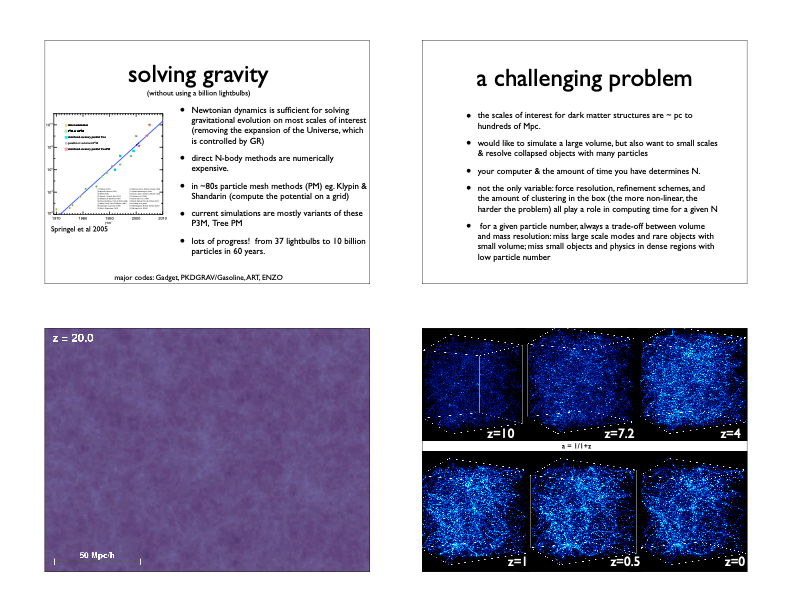 solving gravity
(without using a billion lightbulbs)
• Newtonian dynamics is sufficient for solving
gravitational evolution on most scales of interest
(removing the expansion of the Universe, which
is controlled by GR)
• direct N-body methods are numerically
expensive.
• in ~80s particle mesh methods (PM) eg. Klypin &
Shandarin (compute the potential on a grid)
• current simulations are mostly variants of these
P3M, Tree PM
• lots of progress! from 37 lightbulbs to 10 billion
particles in 60 years.
1970 1980 1990 2000 2010
Springel et al 2005
major codes: Gadget, PKDGRAV/Gasoline, ART, ENZO
a challenging problem
• the scales of interest for dark matter structures are ~ pc to
hundreds of Mpc.
• would like to simulate a large volume, but also want to small scales
& resolve collapsed objects with many particles
• your computer & the amount of time you have determines N.
• not the only variable: force resolution, refinement schemes, and
the amount of clustering in the box (the more non-linear, the
harder the problem) all play a role in computing time for a given N
• for a given particle number, always a trade-off between volume
and mass resolution: miss large scale modes and rare objects with
small volume; miss small objects and physics in dense regions with
low particle number
z = 20.0
50 Mpc/h
z=10
z=7.2
z=4
a = 1/1+z
z=1
z=0.5
z=0